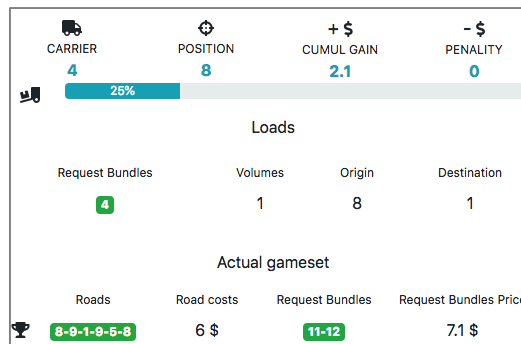 + $ - $
CARRIER POSITION CUMUL GAIN PENALITY
4 8 2.1 0
25%
Loads
Request Bundles Volumes Origin Destination
4 1 8 1
Actual gameset
Roads Road costs Request Bundles Request Bundles Pric
8-9-1-9-5-8 6 $ 11-12 7.1 $